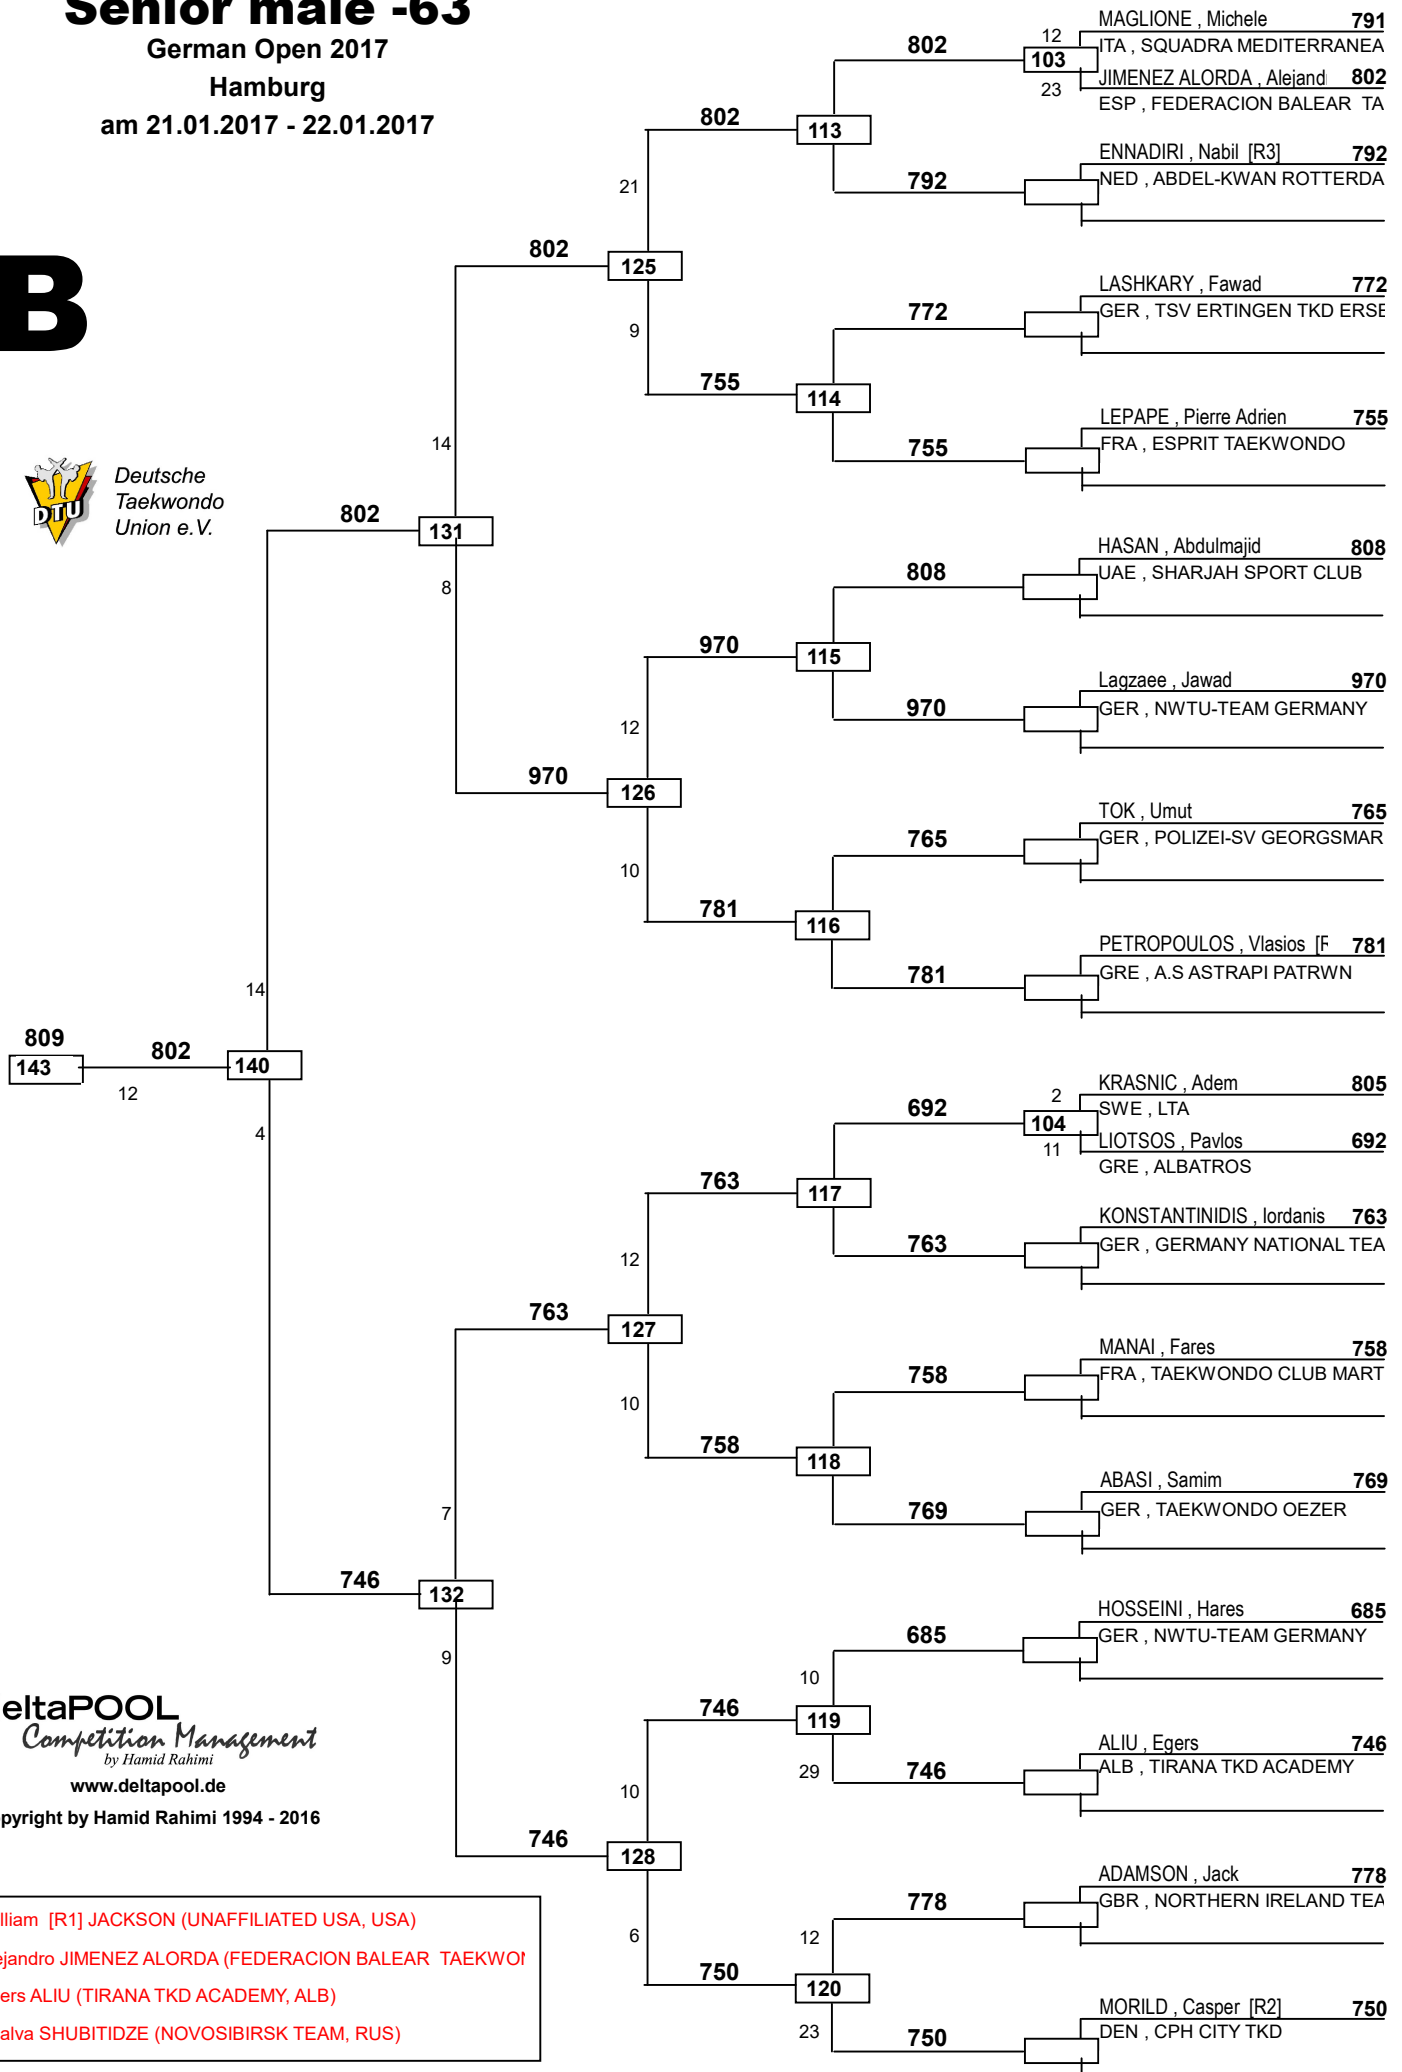 Senior male -63
German Open 2017
Hamburg
am 21.01.2017 - 22.01.2017
B
DTU
Deutsche
Taekwondo
Union e.V.
MAGLIONE , Michele 791
12
ITA , SQUADRA MEDITERRANEA
802
103
JIMENEZ ALORDA , Alejand 802
23
ESP , FEDERACION BALEAR TA
802
113
ENNADIRI , Nabil [R3] 792
792
NED , ABDEL-KWAN ROTTERDA
21
802
125
LASHKARY , Fawad 772
772
GER , TSV ERTINGEN TKD ERSE
9
755
114
LEPAPE , Pierre Adrien 755
755
FRA , ESPRIT TAEKWONDO
14
802
131
8
HASAN , Abdulmajid 808
808
UAE , SHARJAH SPORT CLUB
970
115
Lagzaee , Jawad 970
970
GER , NWTU-TEAM GERMANY
12
970
126
TOK , Umut 765
765
GER , POLIZEI-SV GEORGSMAR
10
781
116
PETROPOULOS , Vlasios [R 781
781
GRE , A.S ASTRAPI PATRWN
14
809
143
802
12
140
4
KRASNIC , Adem 805
2
SWE , LTA
692
104
LIOTSOS , Pavlos 692
11
GRE , ALBATROS
763
117
KONSTANTINIDIS , Iordanis 763
763
GER , GERMANY NATIONAL TEA
12
763
127
MANAI , Fares 758
758
FRA , TAEKWONDO CLUB MART
10
758
118
ABASI , Samim 769
769
GER , TAEKWONDO OEZER
7
746
132
9
HOSSEINI , Hares 685
685
GER , NWTU-TEAM GERMANY
10
746
119
29
ALIU , Egers 746
746
ALB , TIRANA TKD ACADEMY
10
746
128
6
ADAMSON , Jack 778
778
GBR , NORTHERN IRELAND TEA
12
750
120
23
MORILD , Casper [R2] 750
750
DEN , CPH CITY TKD
eltaPOOL
Competition Management
by Hamid Rahimi
www.deltapool.de
pyright by Hamid Rahimi 1994 - 2016
lliam [R1] JACKSON (UNAFFILIATED USA, USA)
ejandro JIMENEZ ALORDA (FEDERACION BALEAR TAEKWON
ers ALIU (TIRANA TKD ACADEMY, ALB)
alva SHUBITIDZE (NOVOSIBIRSK TEAM, RUS)